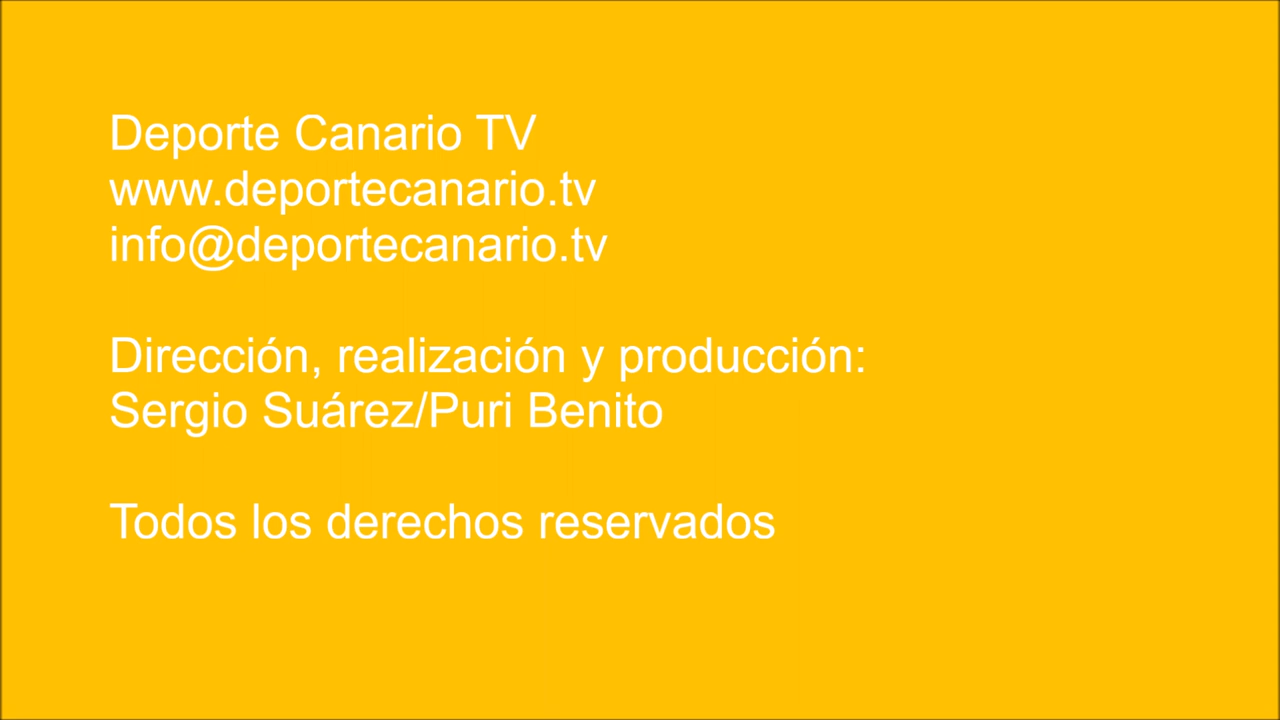 Deporte Canario TV
www.deportecanario.tv
info@deportecanario.tv
Dirección, realización y producción:
Sergio Suárez/Puri Benito
Todos los derechos reservados